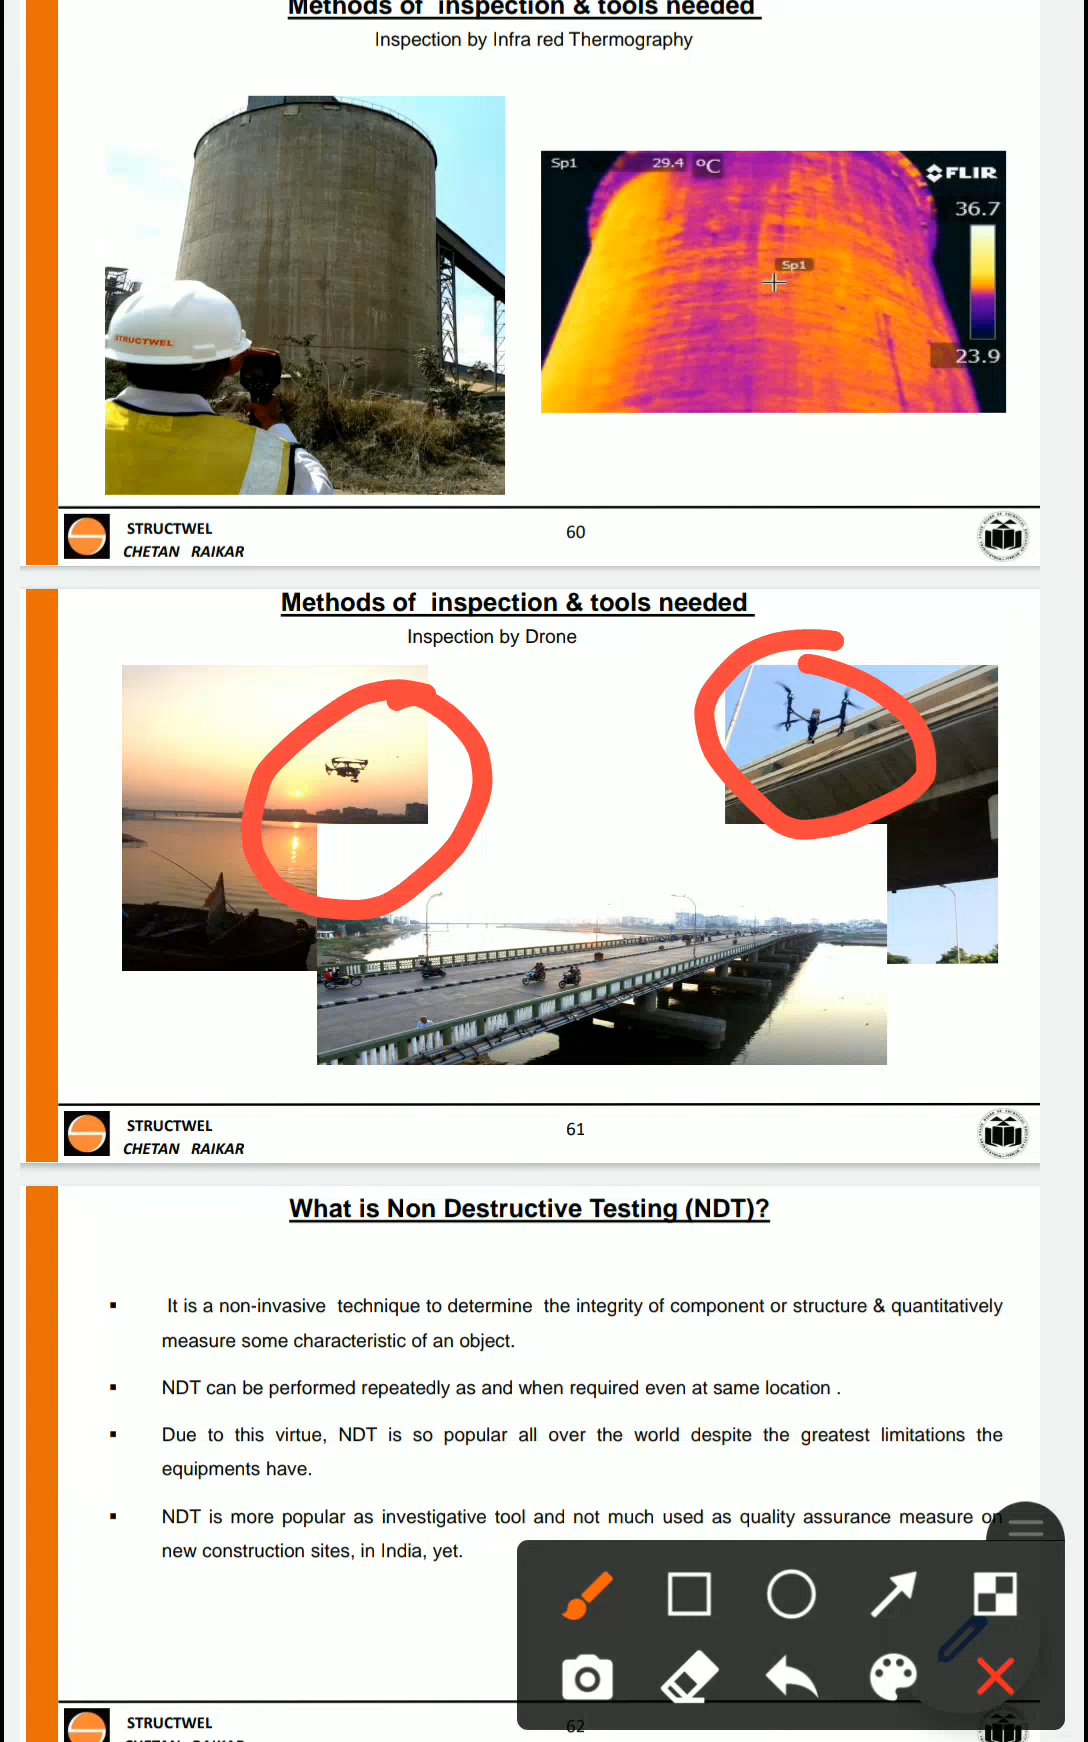 Methods of inspection & tools needed
Inspection by Infra red Thermography
Sp1 29.4 °C
FLIR
36.7
Sp1
23.9
STRUCTWEL
STRUCTWEL
CHETAN RAIKAR
60
Methods of inspection & tools needed
Inspection by Drone
STRUCTWEL
CHETAN RAIKAR
61
What is Non Destructive Testing (NDT)?
▪ It is a non-invasive technique to determine the integrity of component or structure & quantitatively
measure some characteristic of an object.
▪ NDT can be performed repeatedly as and when required even at same location .
▪ Due to this virtue, NDT is so popular all over the world despite the greatest limitations the
equipments have.
▪ NDT is more popular as investigative tool and not much used as quality assurance measure on
new construction sites, in India, yet.
STRUCTWEL
CHETAN RAIKAR
62